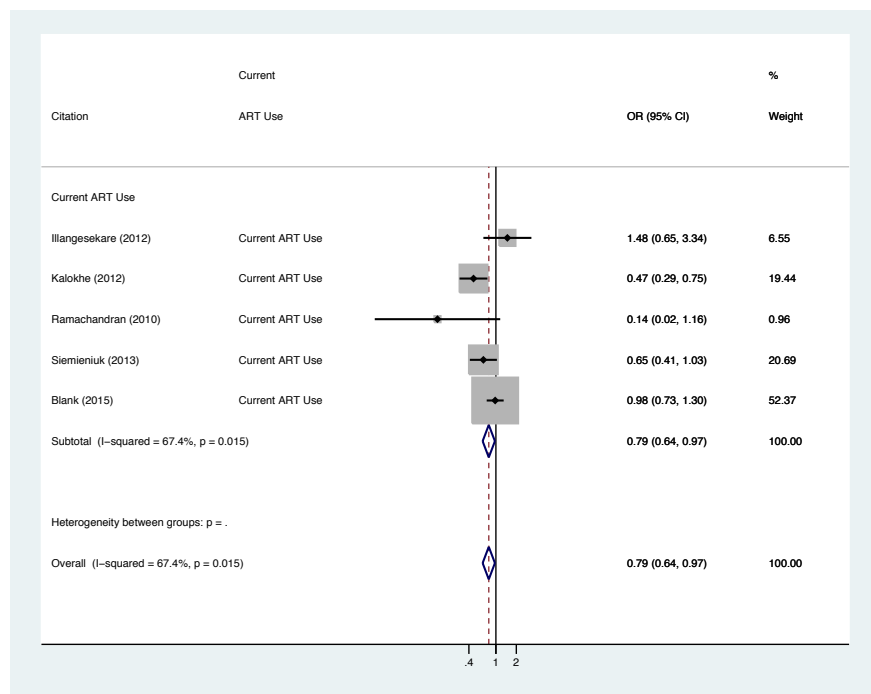 Current %
Citation ART Use OR (95% CI) Weight
Current ART Use
Illangesekare (2012) Current ART Use 1.48 (0.65, 3.34) 6.55
Kalokhe (2012) Current ART Use 0.47 (0.29, 0.75) 19.44
Ramachandran (2010) Current ART Use 0.14 (0.02, 1.16) 0.96
Siemieniuk (2013) Current ART Use 0.65 (0.41, 1.03) 20.69
Blank (2015) Current ART Use 0.98 (0.73, 1.30) 52.37
Subtotal (I−squared = 67.4%, p = 0.015) 0.79 (0.64, 0.97) 100.00
Heterogeneity between groups: p = .
Overall (I−squared = 67.4%, p = 0.015) 0.79 (0.64, 0.97) 100.00
.4 1 2